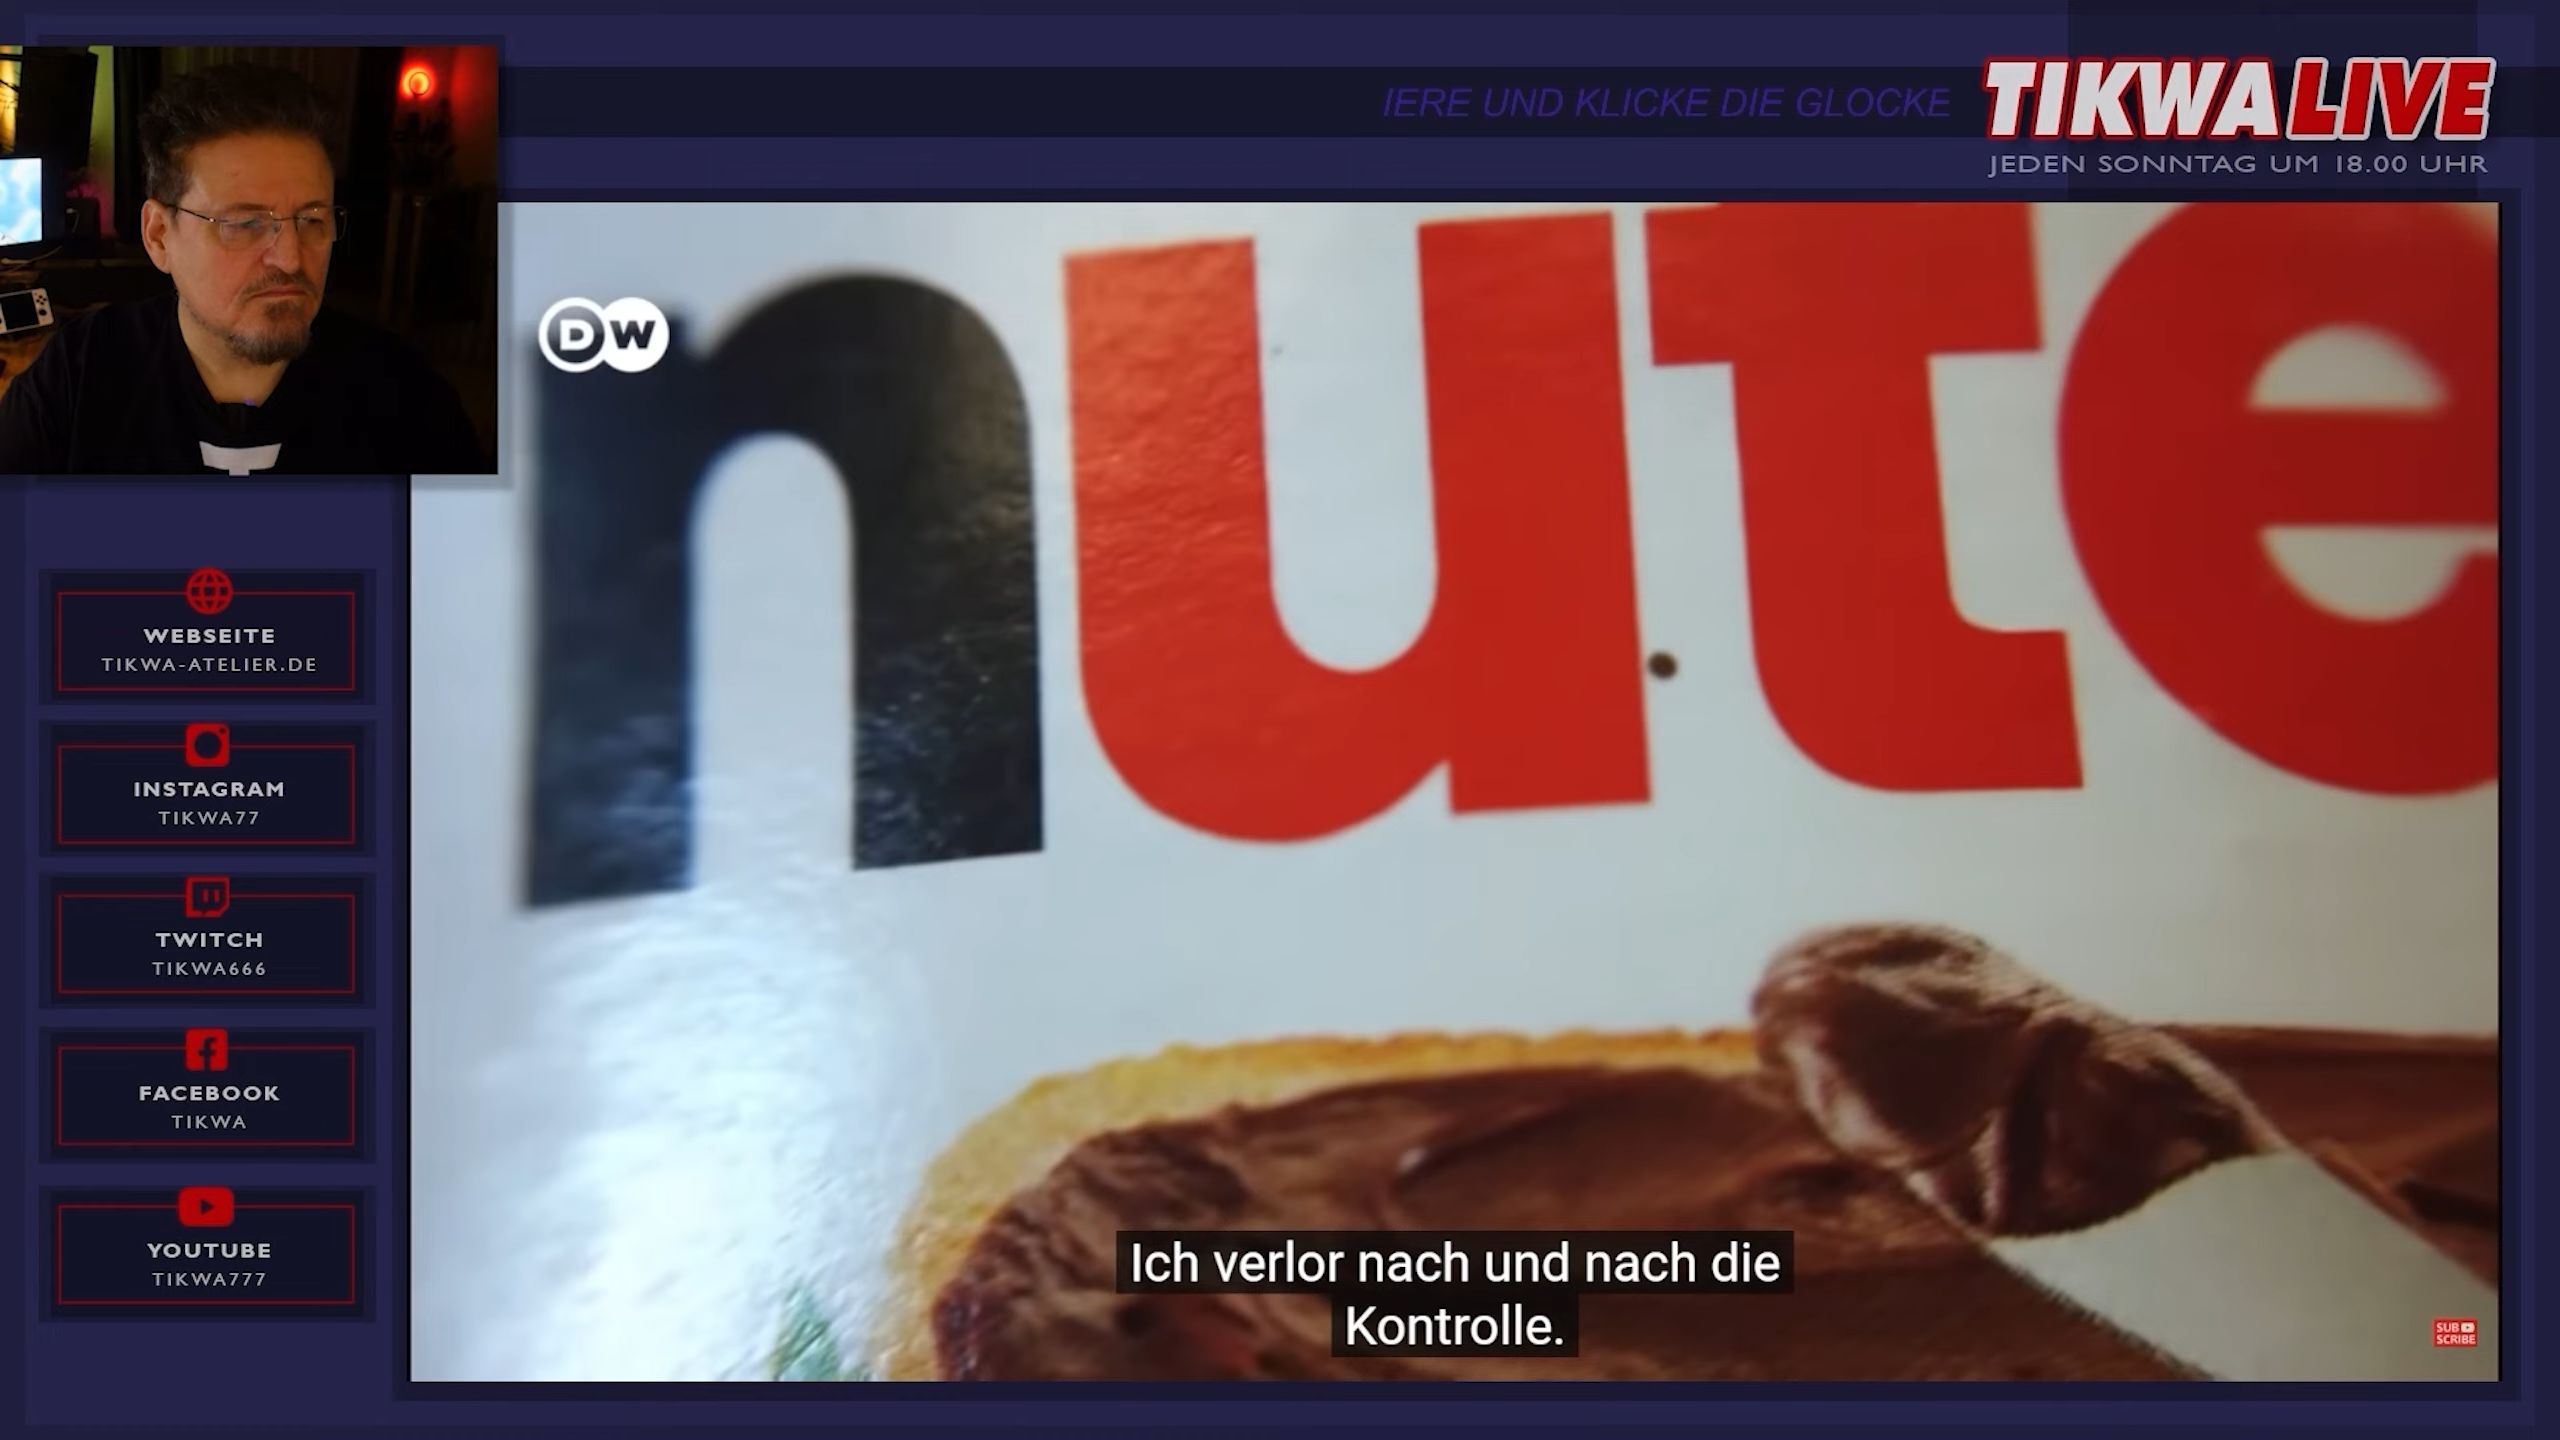 IERE UND KLICKE DIE GLOCKE
TIKWA LIVE
JEDEN SONNTAG UM 18.00 UHR
DW
nute
WEBSEITE
TIKWA-ATELIER.DE
INSTAGRAM
TIKWA77
TWITCH
TIKWA666
FACEBOOK
TIKWA
YOUTUBE
TIKWA777
Ich verlor nach und nach die
Kontrolle.
SUB
SCRIBE